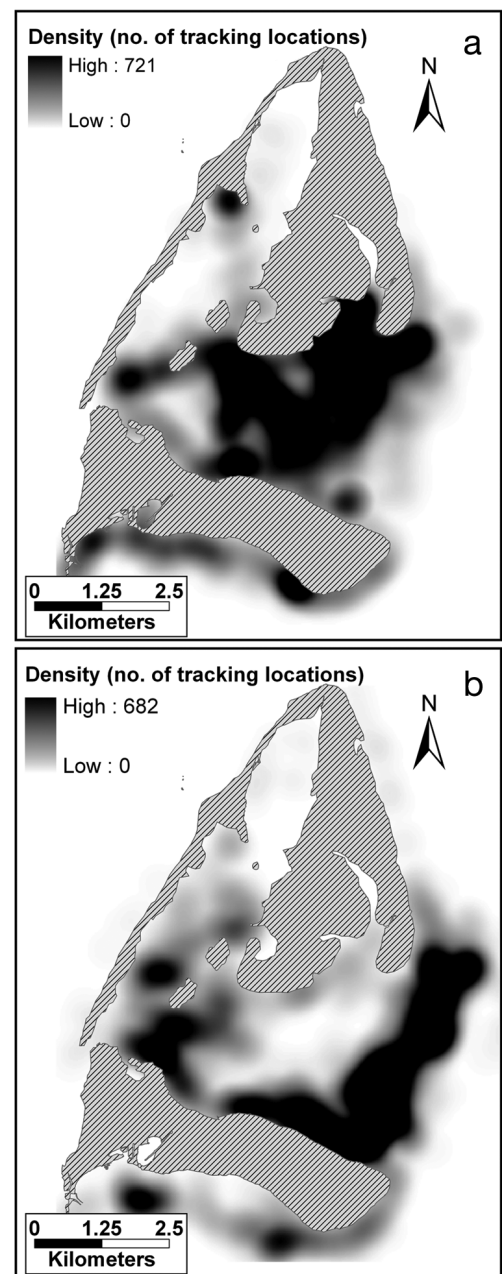 Density (no. of tracking locations)
a
High : 721
Low : 0
N
0 1.25 2.5
Kilometers
Density (no. of tracking locations)
b
High : 682
Low : 0
N
0 1.25 2.5
Kilometers